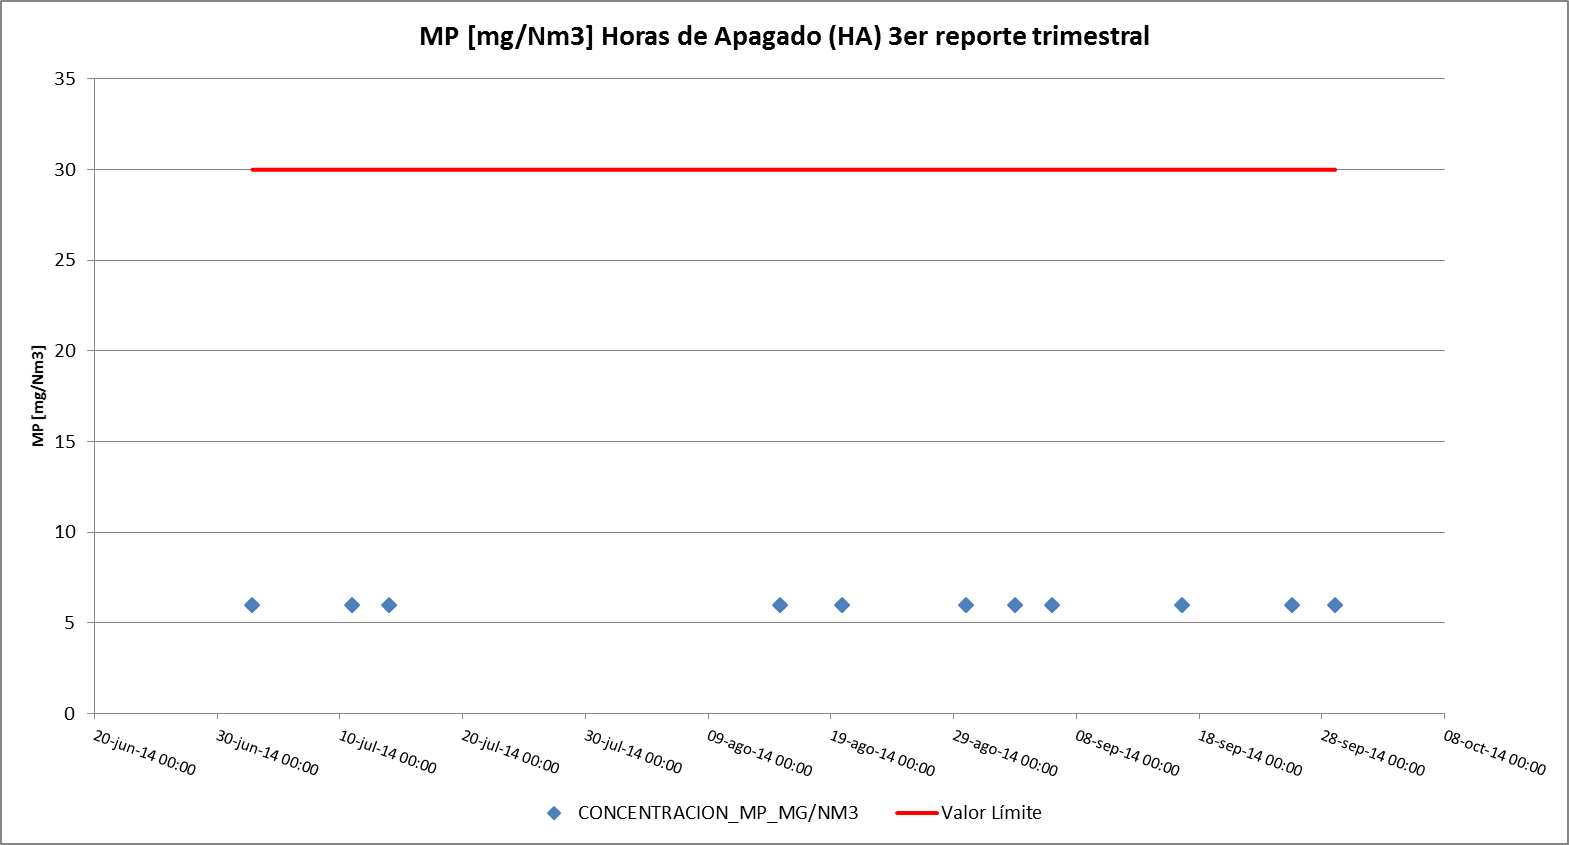 MP [mg/Nm3] Horas de Apagado (HA) 3er reporte trimestral
35
30
25
20
15
10
5
0
MP [mg/Nm3]
20-jun-14 00:00
30-jun-14 00:00
10-jul-14 00:00
20-jul-14 00:00
30-jul-14 00:00
09-ago-14 00:00
19-ago-14 00:00
29-ago-14 00:00
08-sep-14 00:00
18-sep-14 00:00
28-sep-14 00:00
08-oct-14 00:00
CONCENTRACION_MP_MG/NM3
Valor Límite